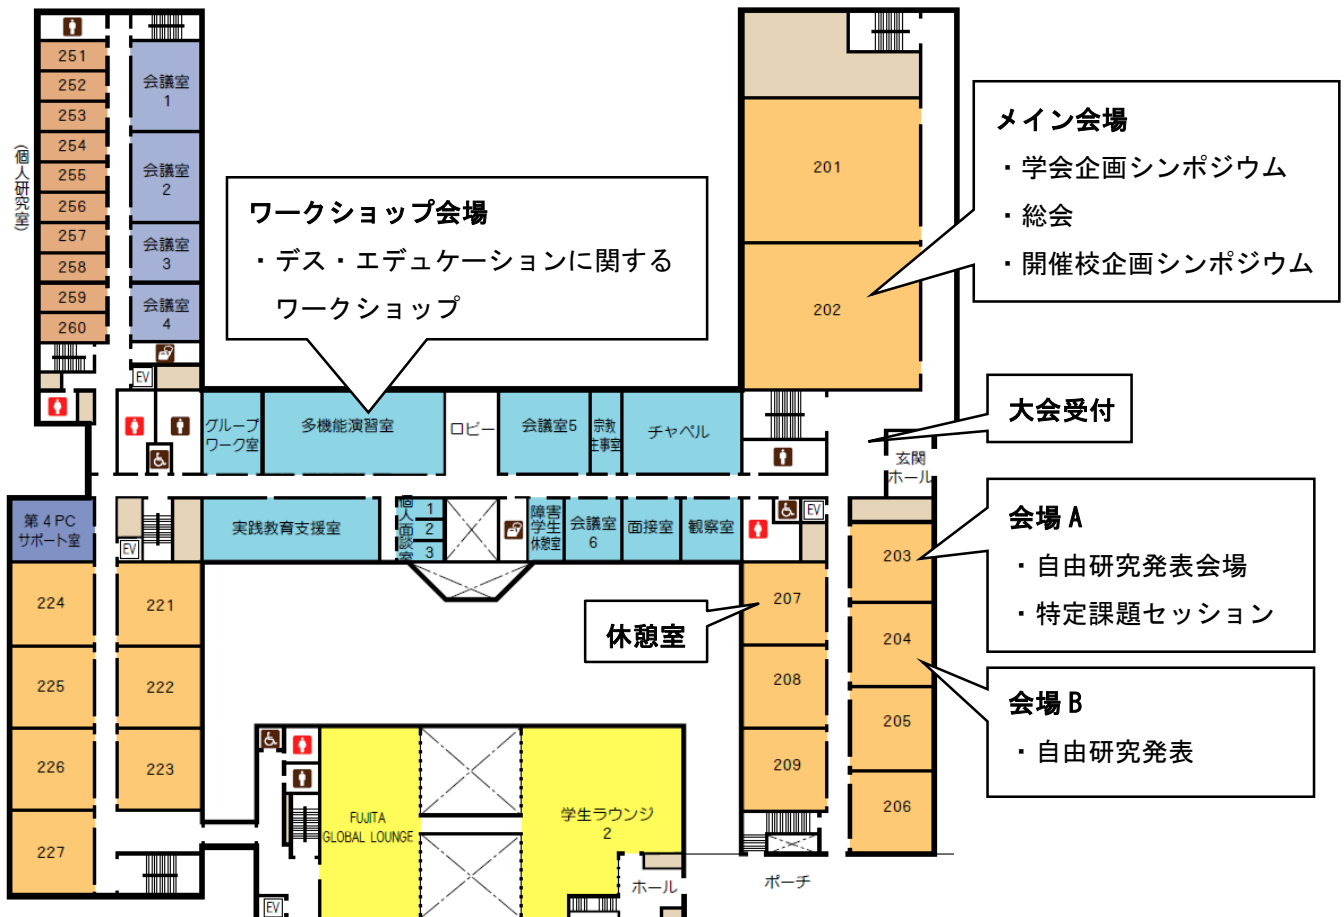 251
252
253
254
255
256
257
258
259
260
(個人研究室)
会議室
1
会議室
2
会議室
3
会議室
4
EV
ワークショップ会場
・デス・エデュケーションに関する
ワークショップ
201
202
メイン会場
・学会企画シンポジウム
・総会
・開催校企画シンポジウム
グループ
ワーク室
多機能演習室
ロビー
会議室5
宗教
主事室
チャペル
大会受付
玄関
ホール
第4PC
サポート室
EV
実践教育支援室
個人面談室
1
2
3
障害
学生
休憩室
会議室
6
面接室
観察室
EV
203
204
205
206
会場 A
・自由研究発表会場
・特定課題セッション
会場 B
・自由研究発表
休憩室
207
208
209
224
225
226
227
221
222
223
FUJITA
GLOBAL LOUNGE
学生ラウンジ
2
ホール
ポーチ
EV